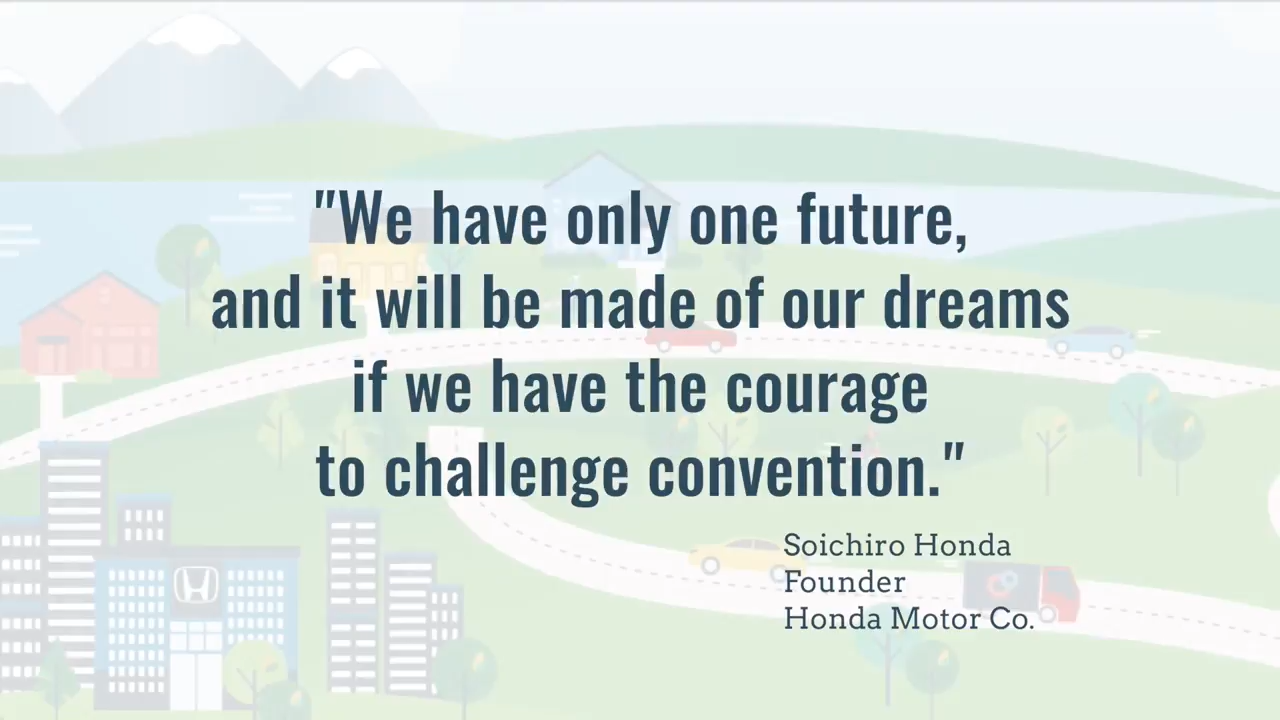 "We have only one future,
and it will be made of our dreams
if we have the courage
to challenge convention."
Soichiro Honda
Founder
Honda Motor Co.